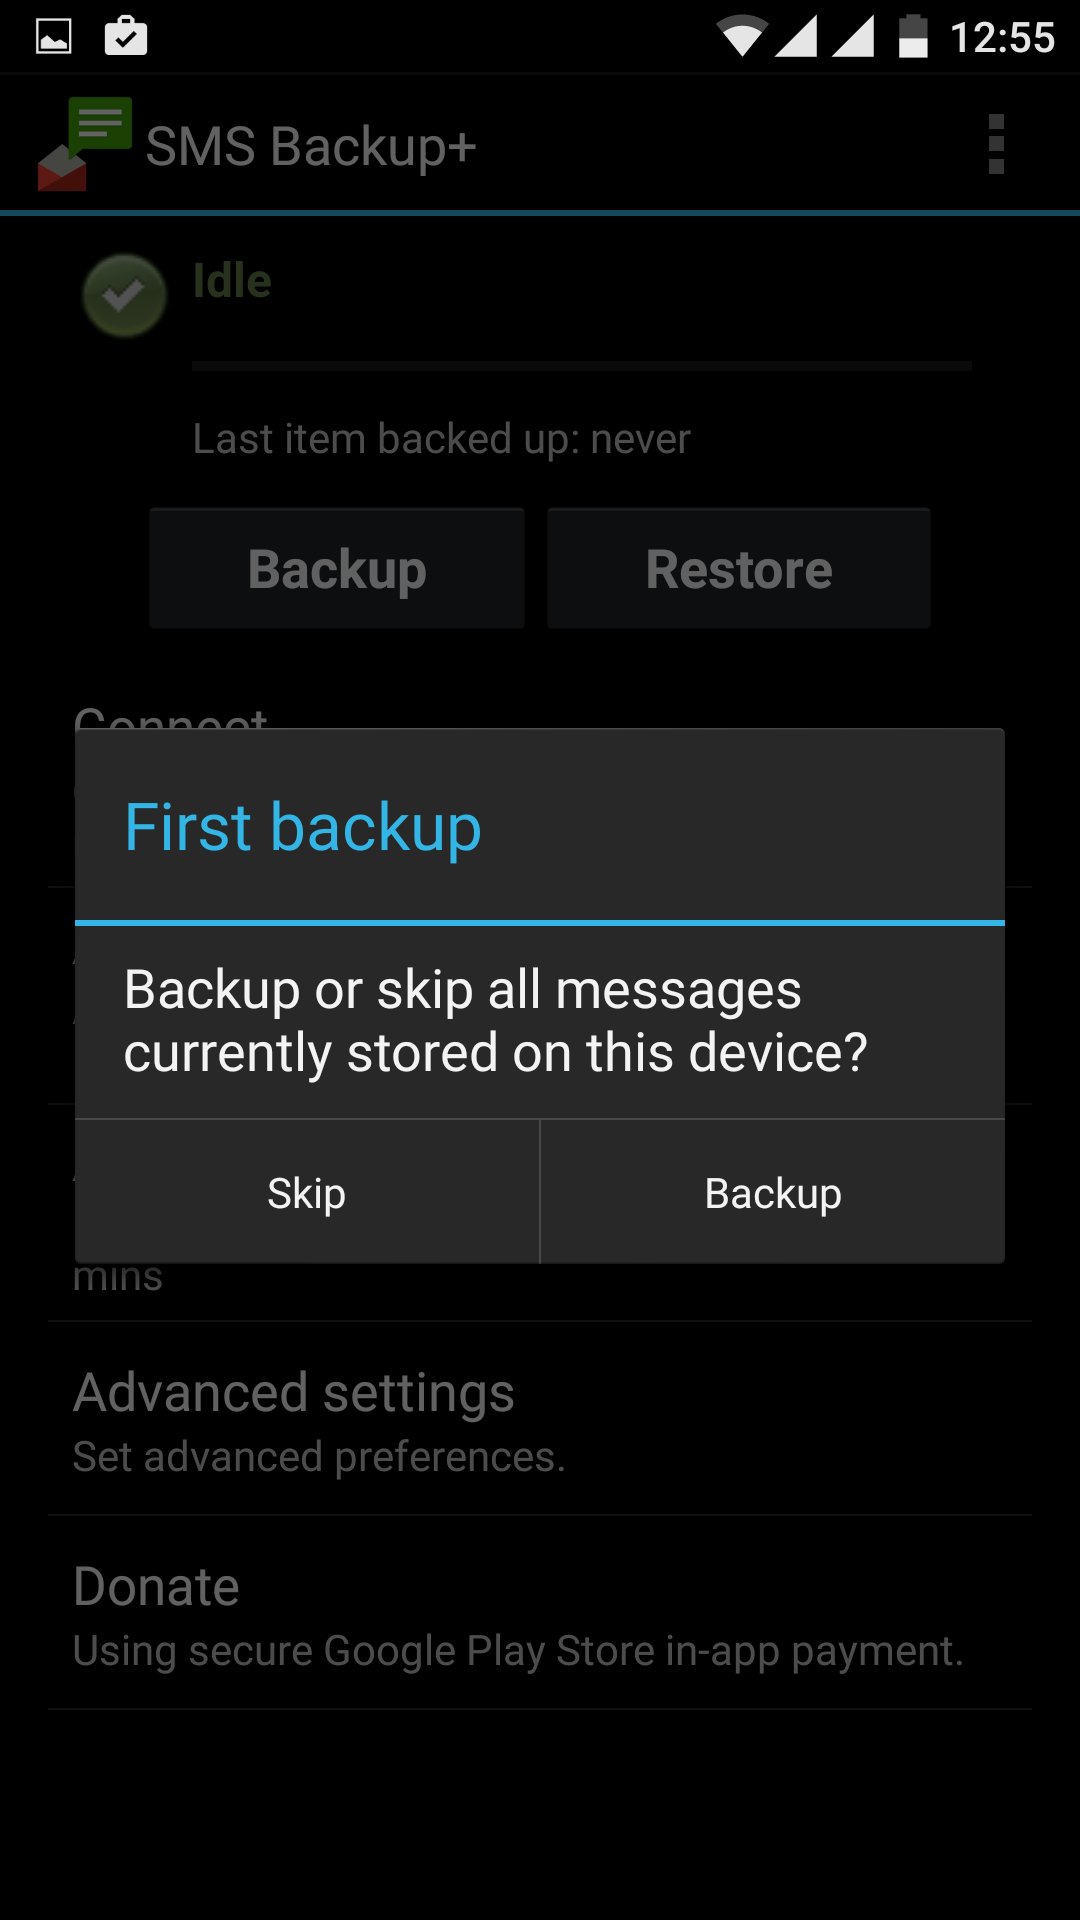 12:55
SMS Backup+
Idle
Last item backed up: never
Backup Restore
Connect
First backup
Backup or skip all messages
currently stored on this device?
Skip Backup
mins
Advanced settings
Set advanced preferences.
Donate
Using secure Google Play Store in-app payment.